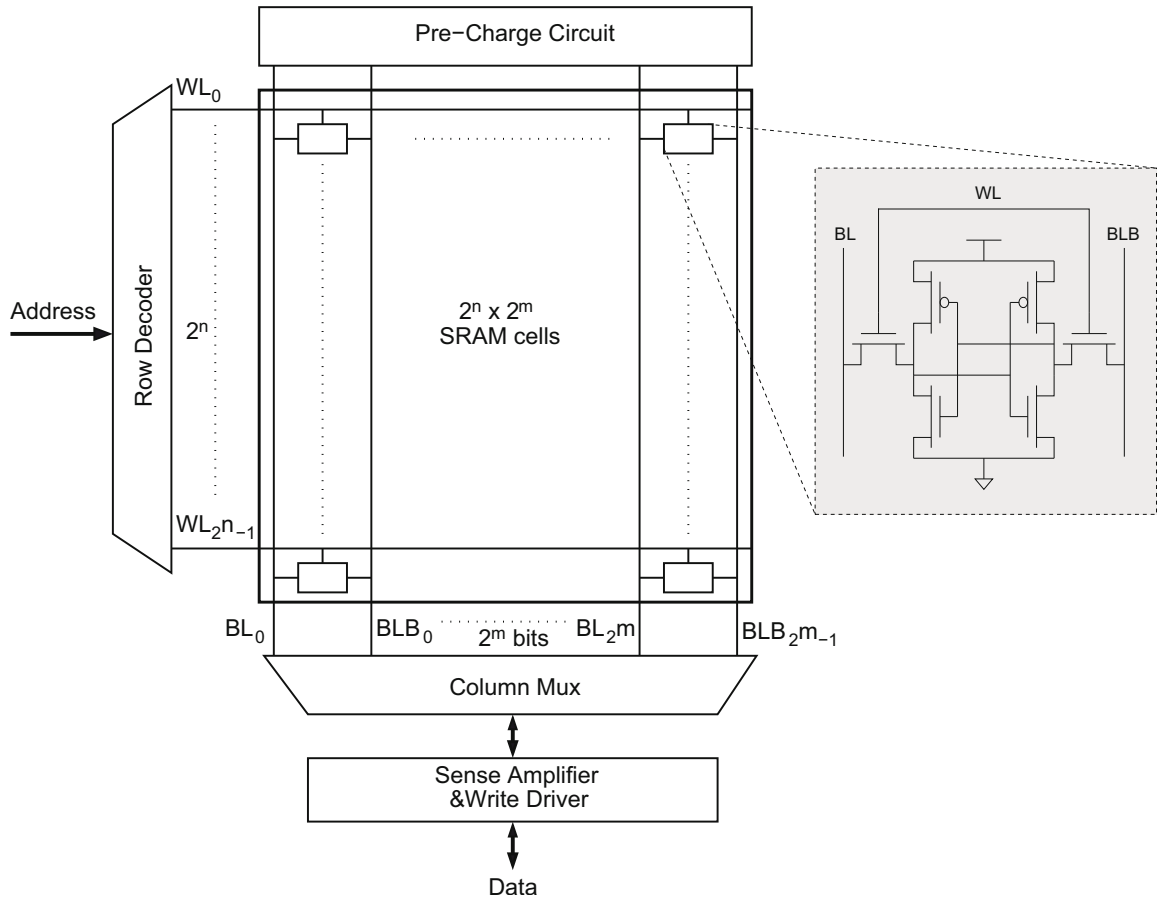 Pre−Charge Circuit
WL₀
WL
BL
BLB
Address
Row Decoder
2ⁿ
2ⁿ x 2ᵐ
SRAM cells
WL₂n₋₁
BL₀
BLB₀
2ᵐ bits
BL₂m
BLB₂m₋₁
Column Mux
Sense Amplifier
&Write Driver
Data